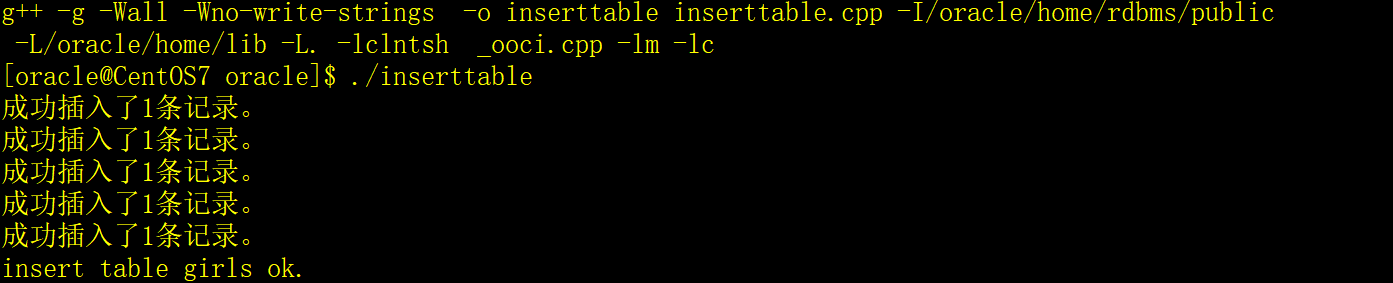 g++ -g -Wall -Wno-write-strings  -o inserttable inserttable.cpp -I/oracle/home/rdbms/public
 -L/oracle/home/lib -L. -lclntsh  _ooci.cpp -lm -lc
[oracle@CentOS7 oracle]$ ./inserttable
成功插入了1条记录。
成功插入了1条记录。
成功插入了1条记录。
成功插入了1条记录。
成功插入了1条记录。
insert table girls ok.